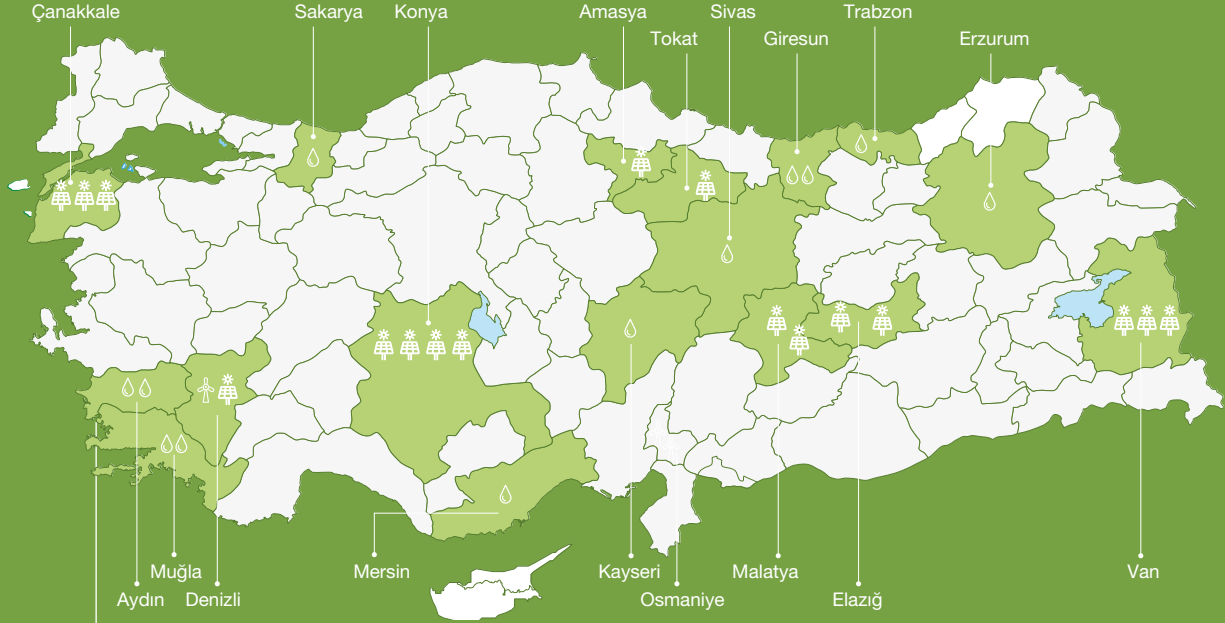 Çanakkale Sakarya Konya Amasya Sivas Trabzon
Tokat Giresun Erzurum
Muğla Mersin Kayseri Malatya Van
Aydın Denizli Osmaniye Elazığ